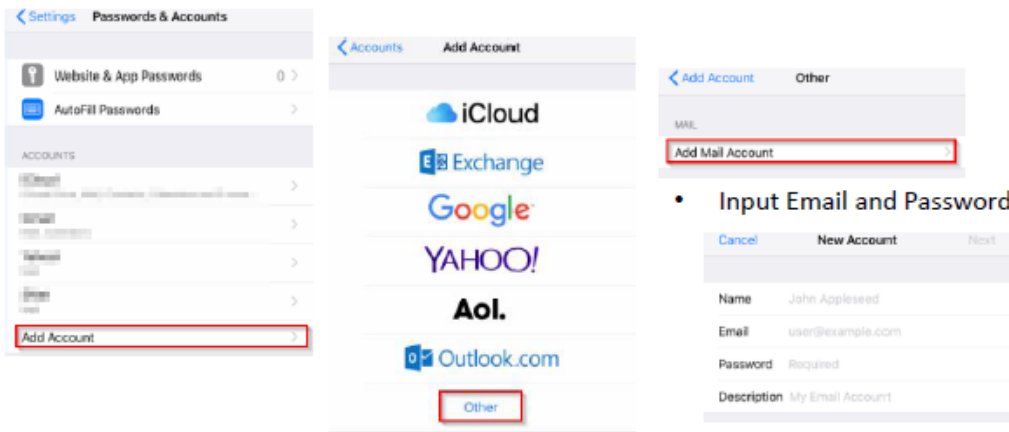 Settings Passwords & Accounts
Website & App Passwords 0
AutoFill Passwords
ACCOUNTS
Add Account
Accounts Add Account
iCloud
Exchange
Google
YAHOO!
Aol.
Outlook.com
Other
Add Account Other
MAIL
Add Mail Account
• Input Email and Password
Cancel New Account Next
Name John Appleseed
Email user@example.com
Password Required
Description My Email Account